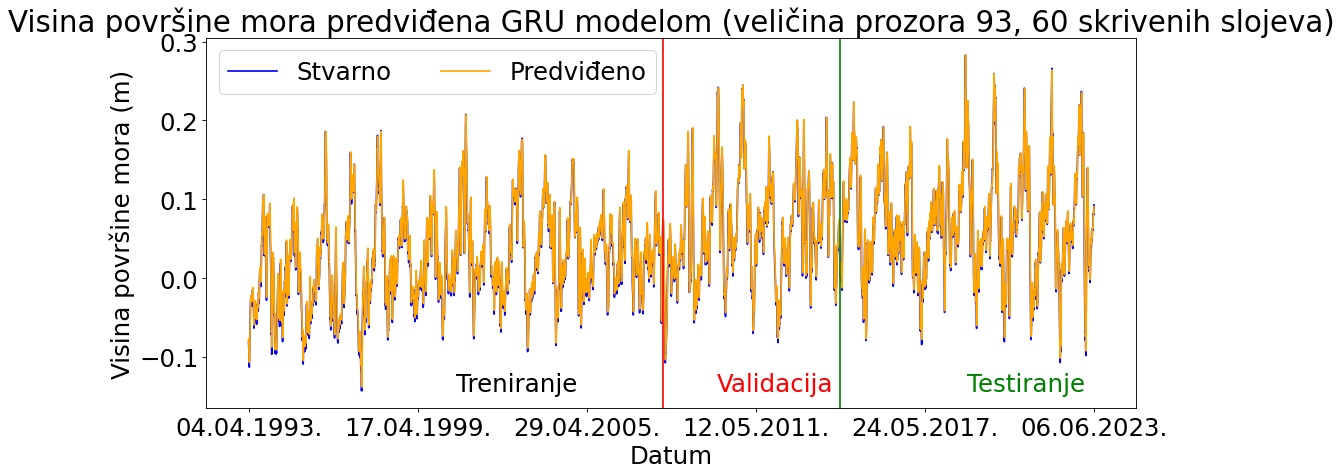 Visina površine mora predviđena GRU modelom (veličina prozora 93, 60 skrivenih slojeva)
Stvarno Predviđeno
Visina površine mora (m)
0.3
0.2
0.1
0.0
−0.1
Treniranje Validacija Testiranje
04.04.1993. 17.04.1999. 29.04.2005. 12.05.2011. 24.05.2017. 06.06.2023.
Datum